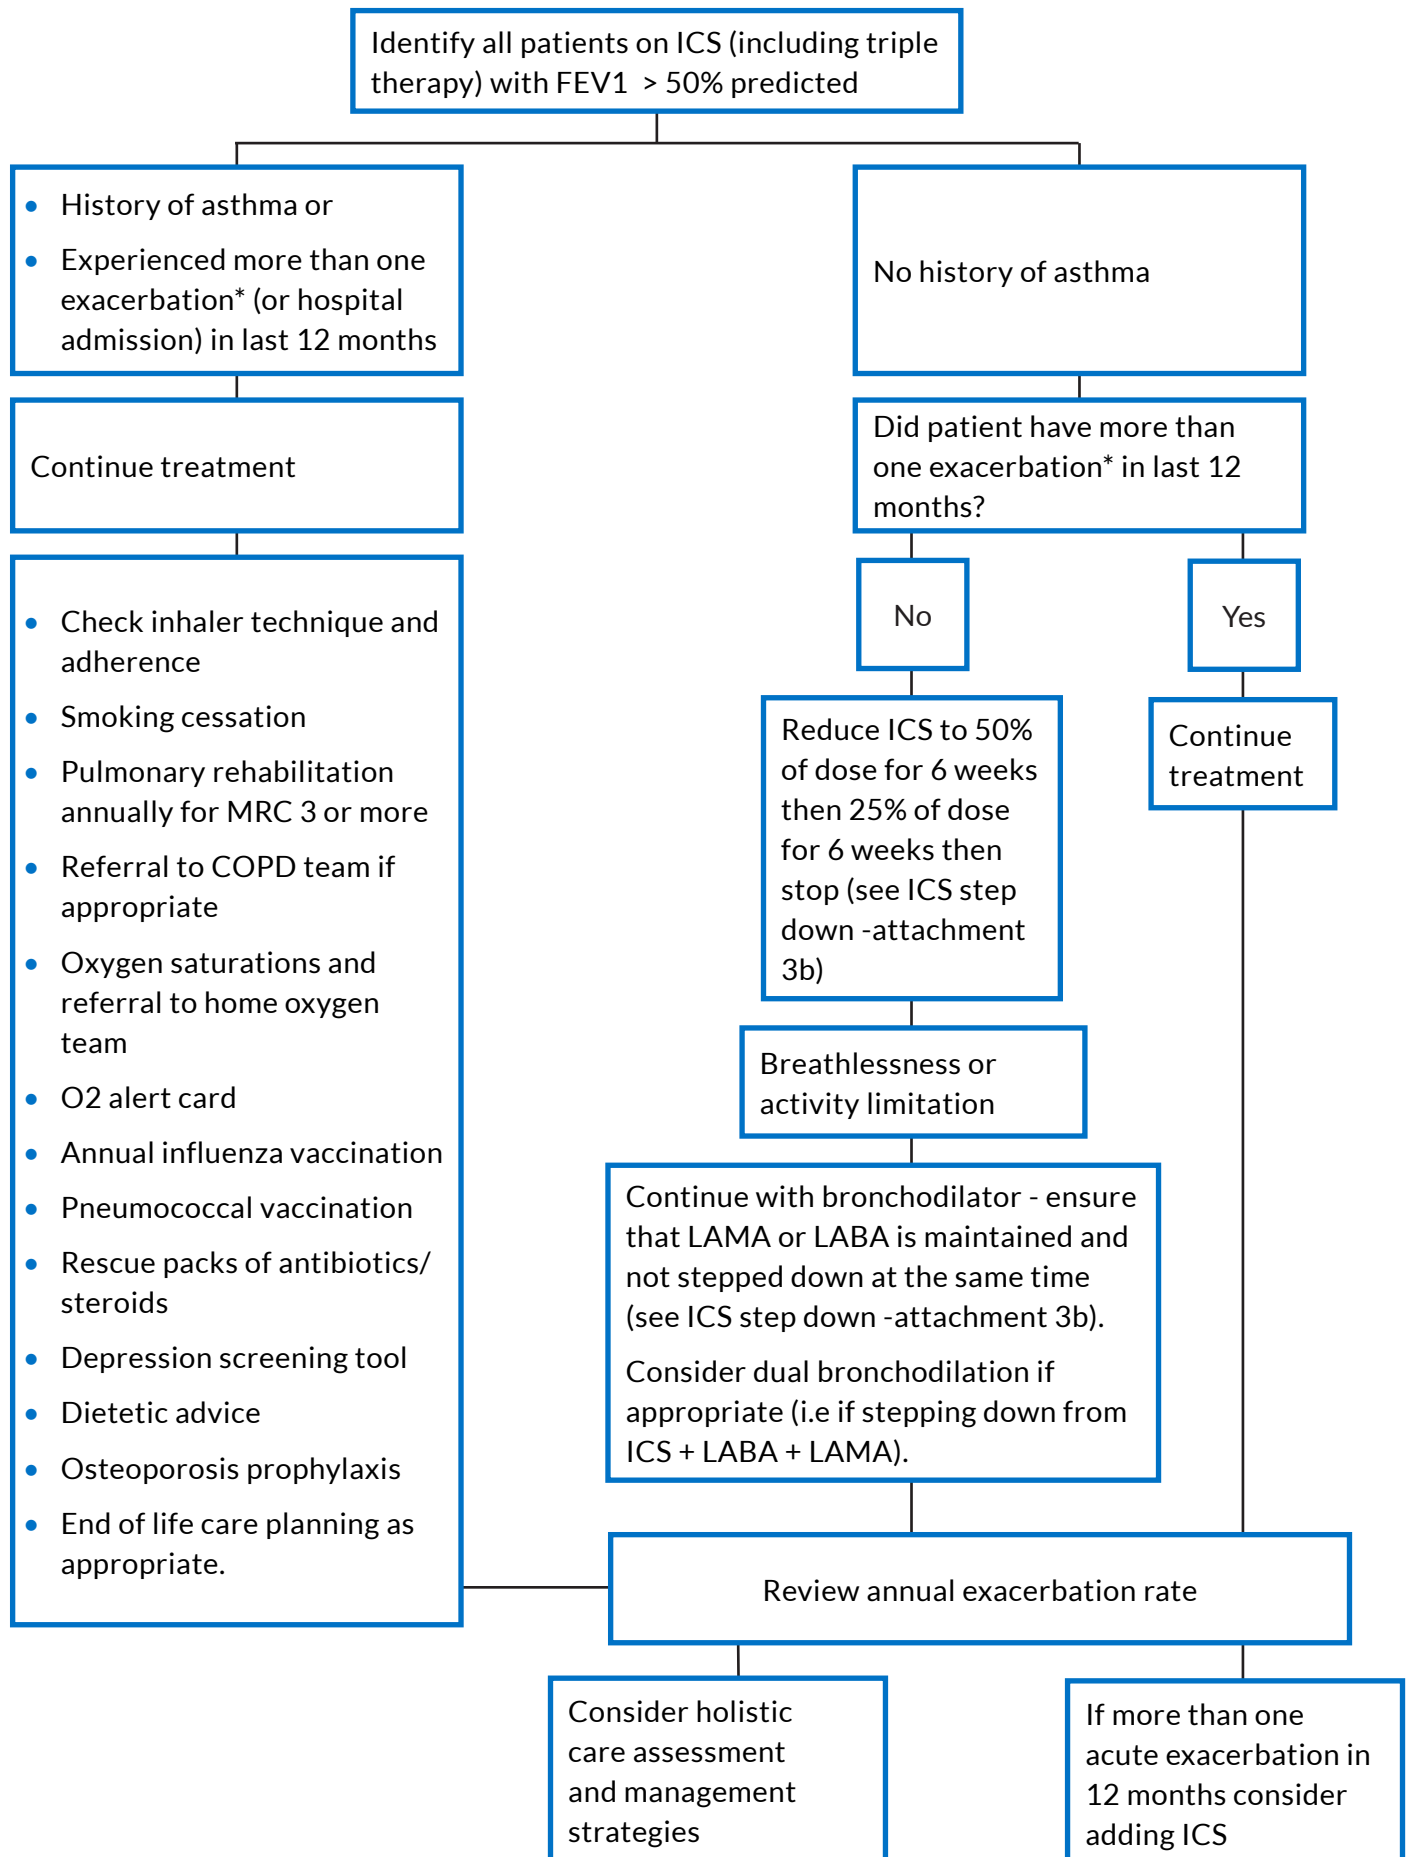 Identify all patients on ICS (including triple
therapy) with FEV1 > 50% predicted
• History of asthma or
• Experienced more than one
exacerbation* (or hospital
admission) in last 12 months
No history of asthma
Continue treatment
Did patient have more than
one exacerbation* in last 12
months?
No
Yes
• Check inhaler technique and
adherence
• Smoking cessation
• Pulmonary rehabilitation
annually for MRC 3 or more
• Referral to COPD team if
appropriate
• Oxygen saturations and
referral to home oxygen
team
• O2 alert card
• Annual influenza vaccination
• Pneumococcal vaccination
• Rescue packs of antibiotics/
steroids
• Depression screening tool
• Dietetic advice
• Osteoporosis prophylaxis
• End of life care planning as
appropriate.
Reduce ICS to 50%
of dose for 6 weeks
then 25% of dose
for 6 weeks then
stop (see ICS step
down -attachment
3b)
Continue
treatment
Breathlessness or
activity limitation
Continue with bronchodilator - ensure
that LAMA or LABA is maintained and
not stepped down at the same time
(see ICS step down -attachment 3b).
Consider dual bronchodilation if
appropriate (i.e if stepping down from
ICS + LABA + LAMA).
Review annual exacerbation rate
Consider holistic
care assessment
and management
strategies
If more than one
acute exacerbation in
12 months consider
adding ICS